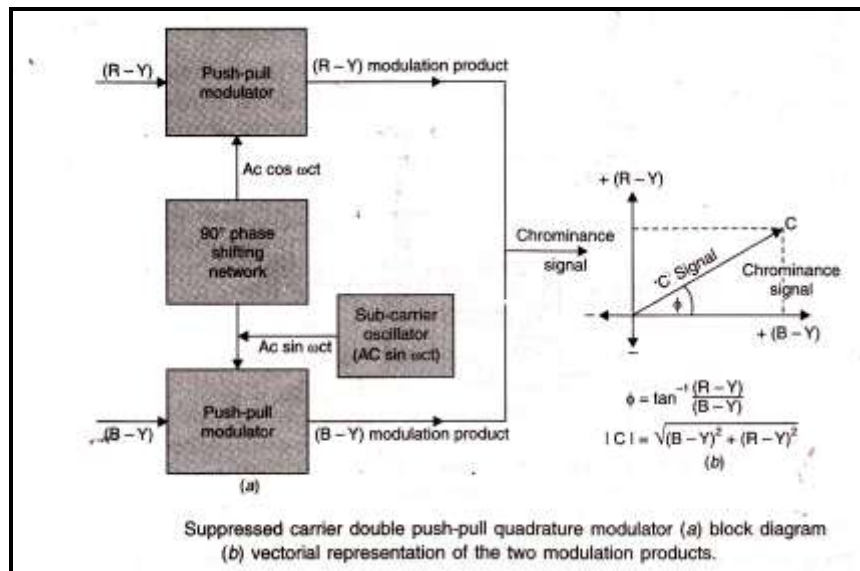 (R – Y)
Push-pull
modulator
(R – Y) modulation product
Ac cos ωct
90° phase
shifting
network
Chrominance
signal
Sub-carrier
oscillator
(AC sin ωct)
Ac sin ωct
(B – Y)
Push-pull
modulator
(B – Y) modulation product
(a)
+ (R – Y)
C
'C' Signal
Chrominance
signal
ϕ
–
+ (B – Y)
–
ϕ = tan⁻¹ (R – Y)
(B – Y)
| C | = √(B – Y)² + (R – Y)²
(b)
Suppressed carrier double push-pull quadrature modulator (a) block diagram
(b) vectorial representation of the two modulation products.